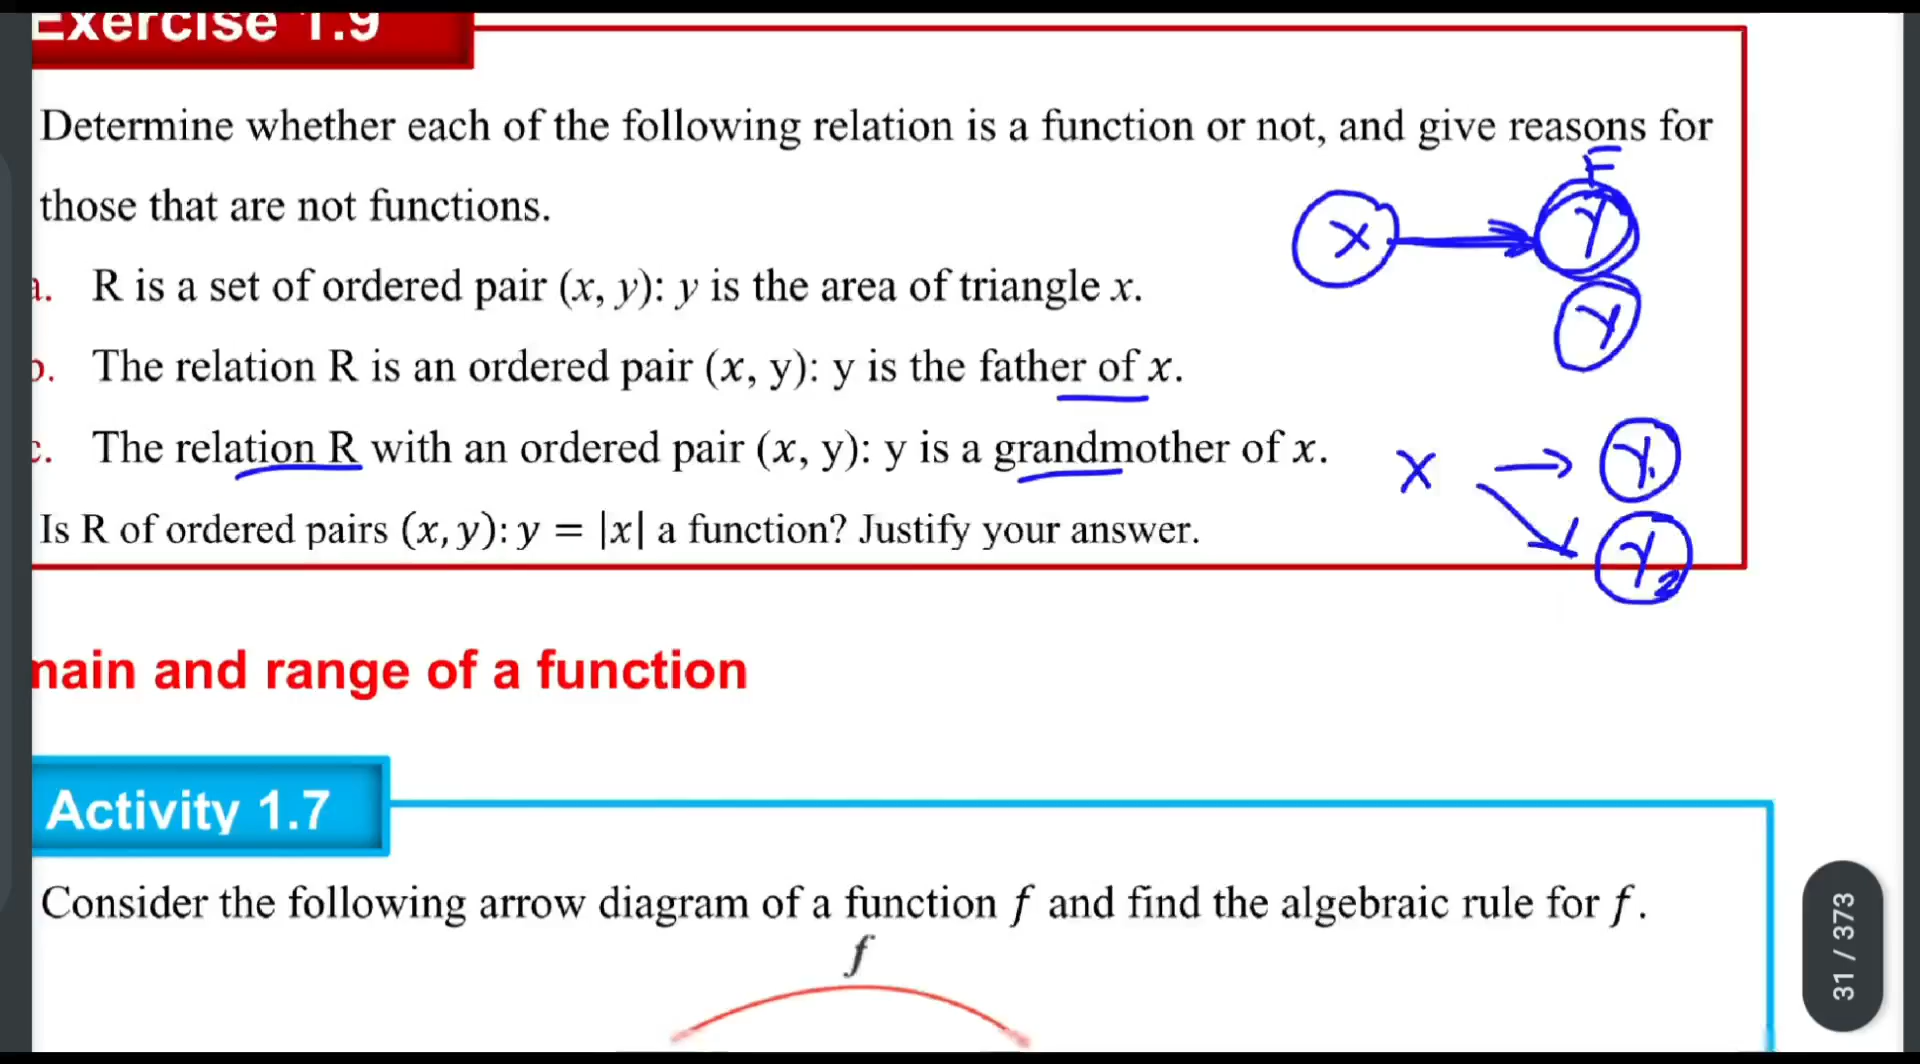 Exercise 1.9
Determine whether each of the following relation is a function or not, and give reasons for
those that are not functions.
a. R is a set of ordered pair (x, y): y is the area of triangle x.
b. The relation R is an ordered pair (x, y): y is the father of x.
c. The relation R with an ordered pair (x, y): y is a grandmother of x.
Is R of ordered pairs (x, y): y = |x| a function? Justify your answer.
F
x y
y
x y1
y2
main and range of a function
Activity 1.7
Consider the following arrow diagram of a function f and find the algebraic rule for f.
f
31 / 373